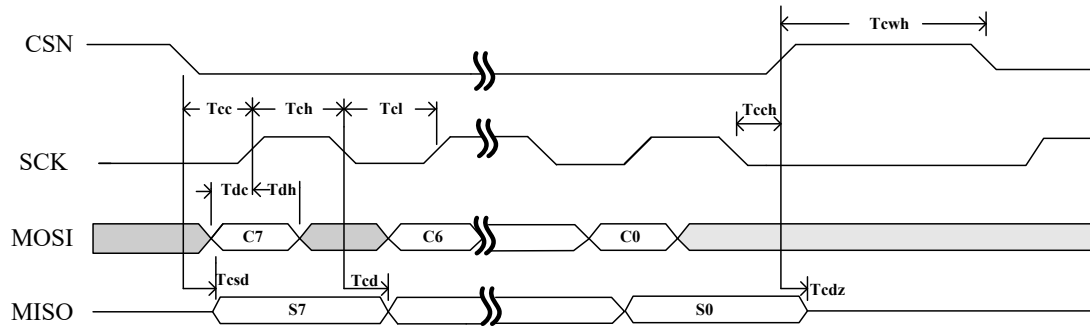 CSN
Tcwh
Tcc
Tch
Tcl
Tcch
SCK
Tdc
Tdh
MOSI
C7
C6
C0
Tcsd
Tcd
Tcdz
MISO
S7
S0